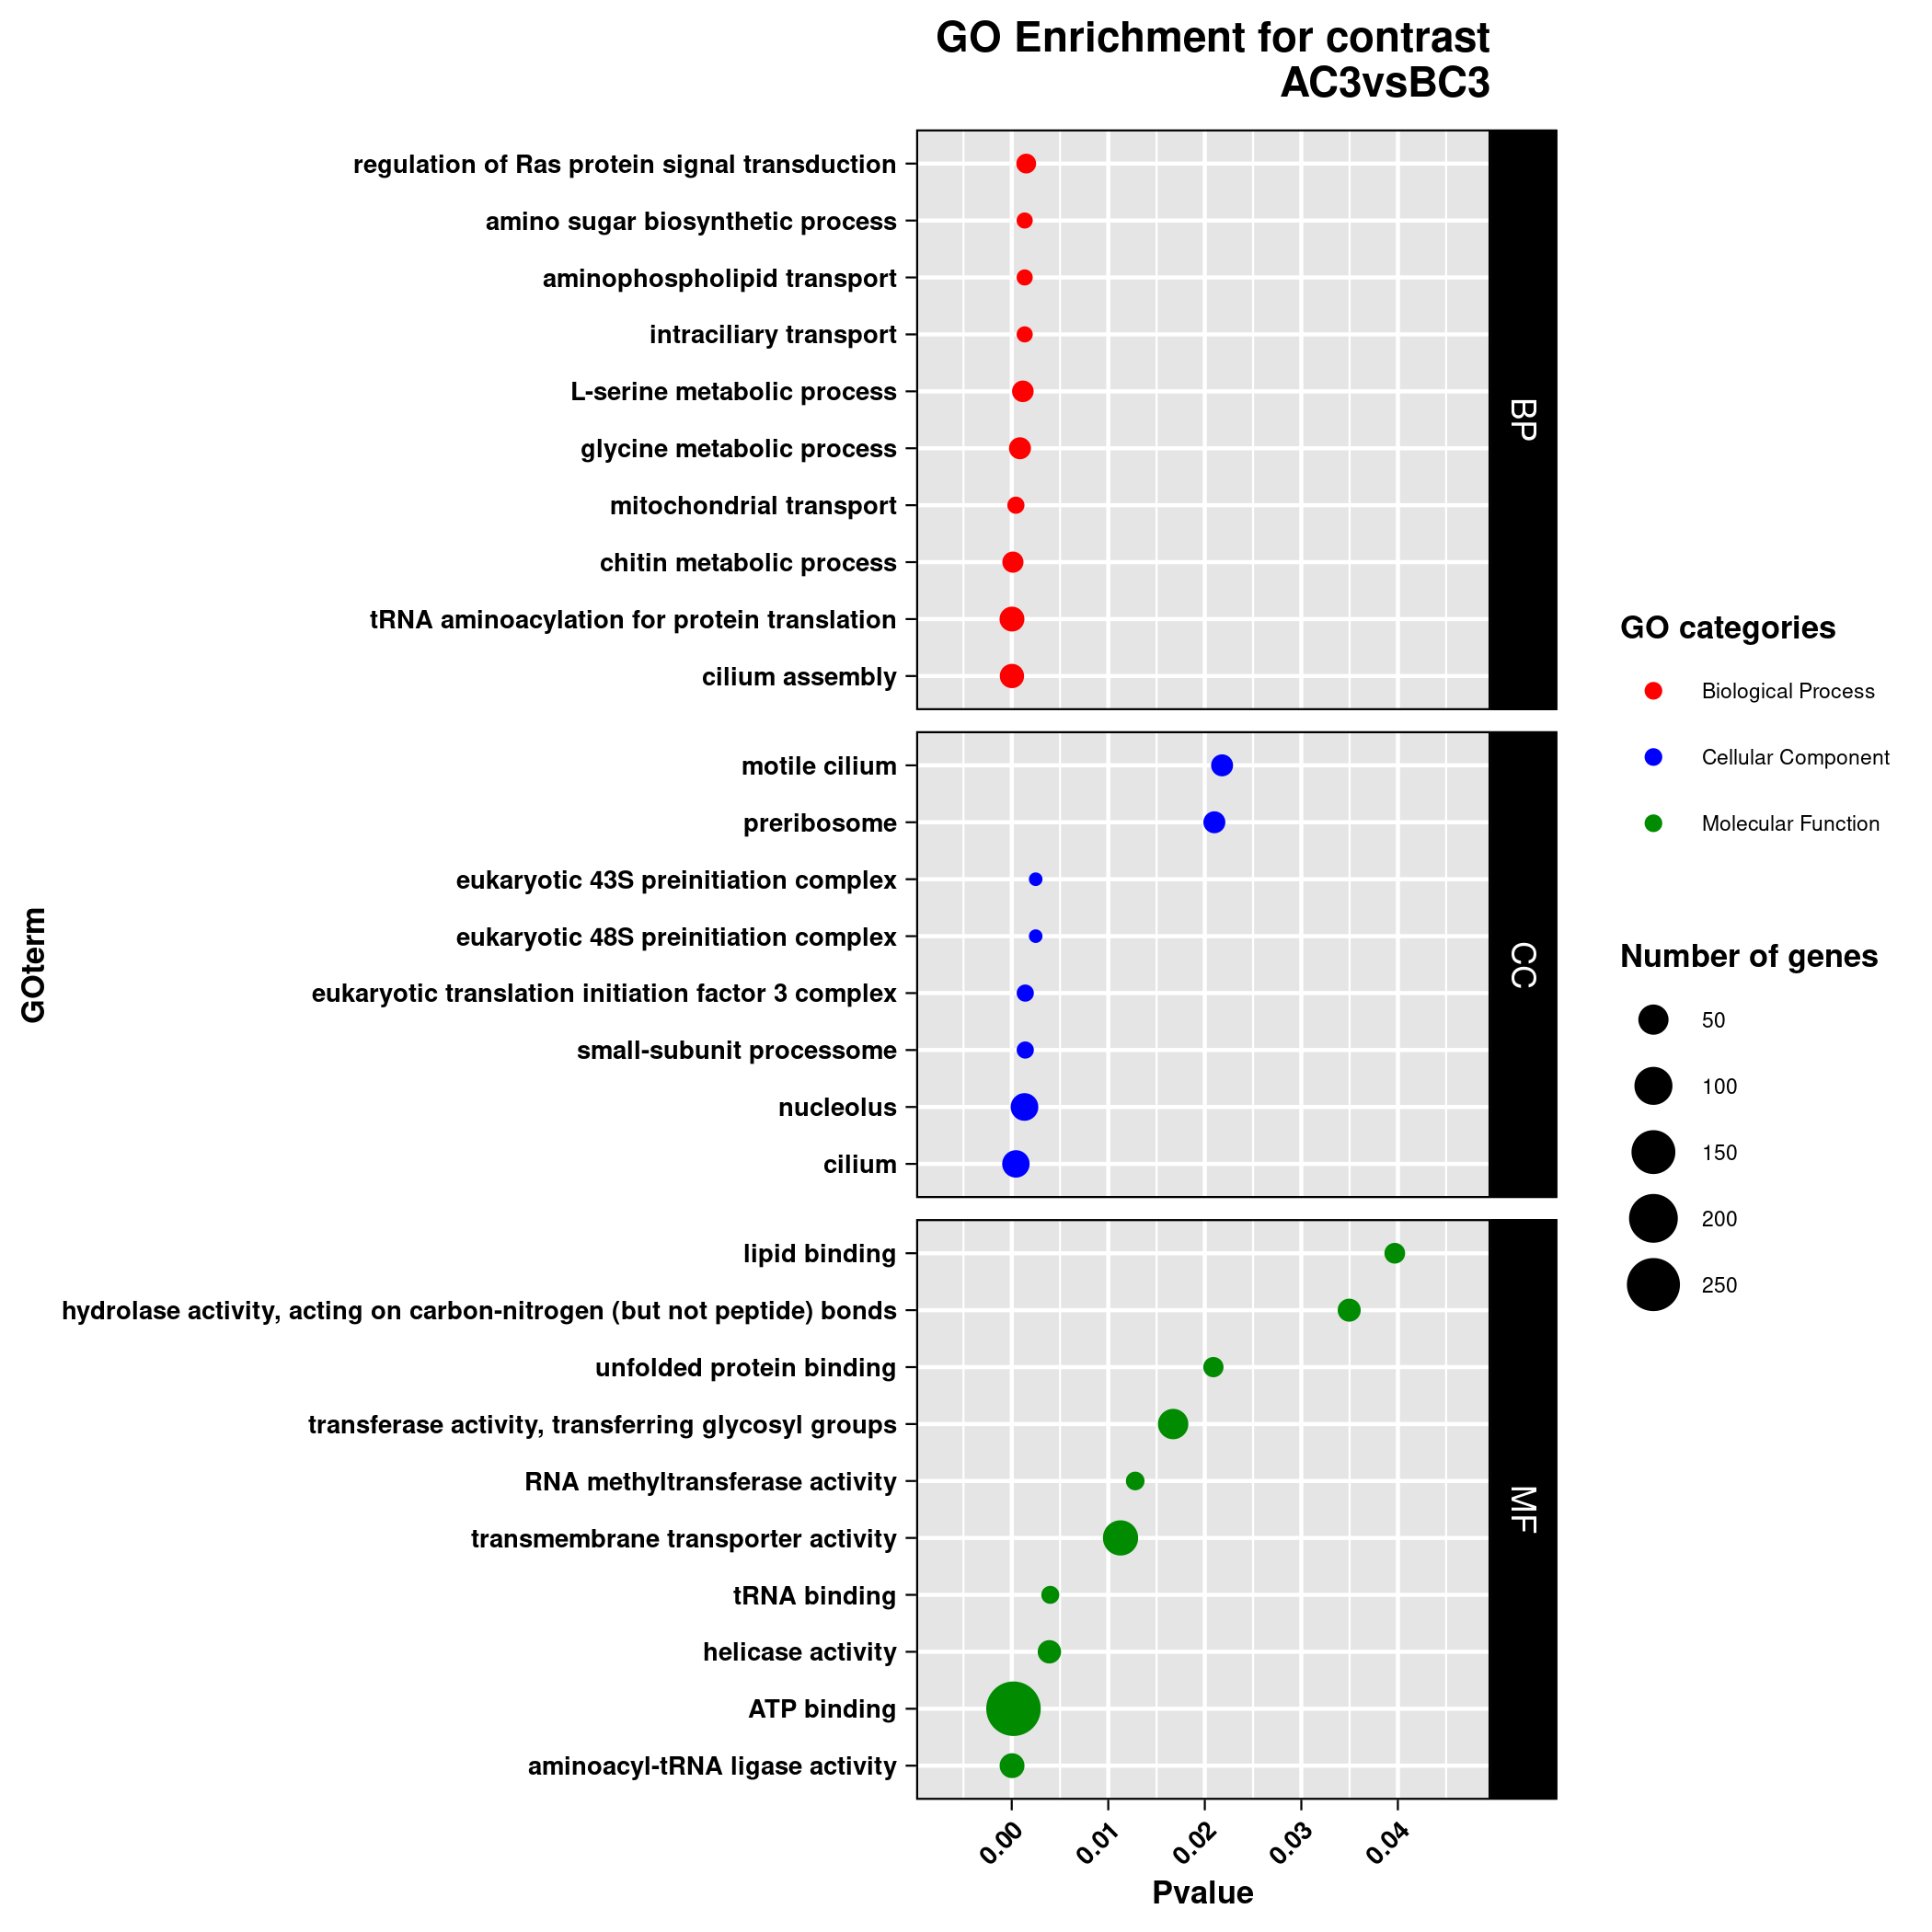 GO Enrichment for contrast
AC3vsBC3
GOterm
regulation of Ras protein signal transduction
amino sugar biosynthetic process
aminophospholipid transport
intraciliary transport
L-serine metabolic process
glycine metabolic process
mitochondrial transport
chitin metabolic process
tRNA aminoacylation for protein translation
cilium assembly
BP
motile cilium
preribosome
eukaryotic 43S preinitiation complex
eukaryotic 48S preinitiation complex
eukaryotic translation initiation factor 3 complex
small-subunit processome
nucleolus
cilium
CC
lipid binding
hydrolase activity, acting on carbon-nitrogen (but not peptide) bonds
unfolded protein binding
transferase activity, transferring glycosyl groups
RNA methyltransferase activity
transmembrane transporter activity
tRNA binding
helicase activity
ATP binding
aminoacyl-tRNA ligase activity
MF
0.00
0.01
0.02
0.03
0.04
Pvalue
GO categories
Biological Process
Cellular Component
Molecular Function
Number of genes
50
100
150
200
250